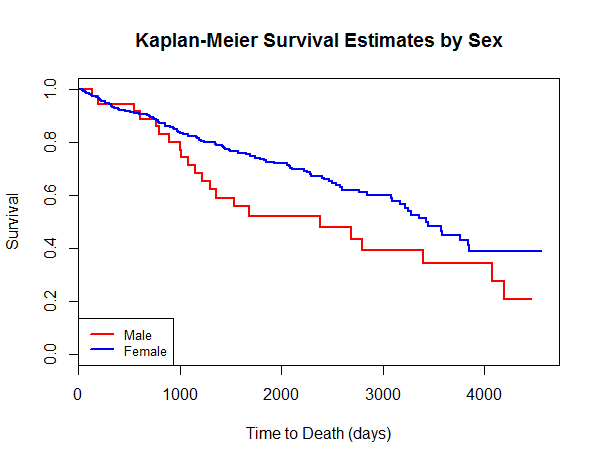 Kaplan-Meier Survival Estimates by Sex
Survival
1.0
0.8
0.6
0.4
0.2
0.0
Male
Female
0 1000 2000 3000 4000
Time to Death (days)